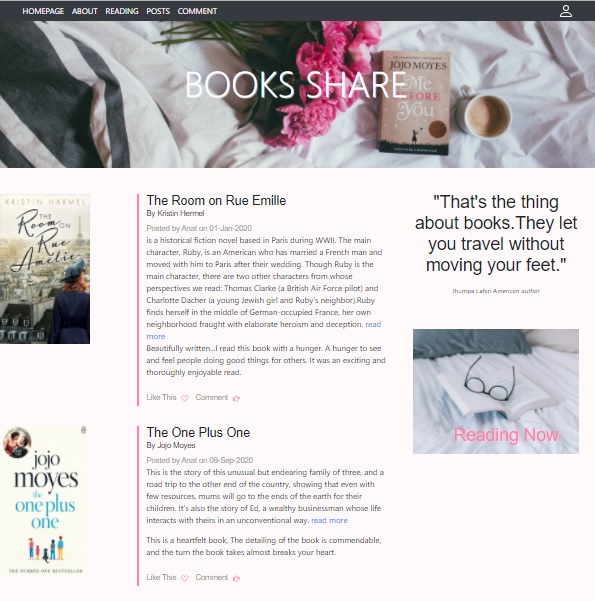 HOMEPAGE ABOUT READING POSTS COMMENT
BOOKS SHARE
JOJO MOYES
Me
BEFORE
You
KRISTIN HARMEL
THE
Room ON
Rue
Amélie
The Room on Rue Emille
By Kristin Hermel
Posted by Anat on 01-Jan-2020
is a historical fiction novel based in Paris during WWII. The main
character, Ruby, is an American who has married a French man and
moved with him to Paris after their wedding. Though Ruby is the
main character, there are two other characters from whose
perspectives we read: Thomas Clarke (a British Air Force pilot) and
Charlotte Dacher (a young Jewish girl and Ruby's neighbor).Ruby
finds herself in the middle of German-occupied France, her own
neighborhood fraught with elaborate heroism and deception. read
more
Beautifully written...I read this book with a hunger. A hunger to see
and feel people doing good things for others. It was an exciting and
thoroughly enjoyable read.
Like This Comment
"That's the thing
about books.They let
you travel without
moving your feet."
Jhumpa Lahiri American author
Reading Now
jojo
moyes
the
one plus
one
THE NUMBER ONE BESTSELLER
The One Plus One
By Jojo Moyes
Posted by Anat on 09-Sep-2020
This is the story of this unusual but endearing family of three, and a
road trip to the other end of the country, showing that even with
few resources, mums will go to the ends of the earth for their
children. It's also the story of Ed, a wealthy businessman whose life
interacts with theirs in an unconventional way. read more
This is a heartfelt book, The detailing of the book is commendable,
and the turn the book takes almost breaks your heart.
Like This Comment